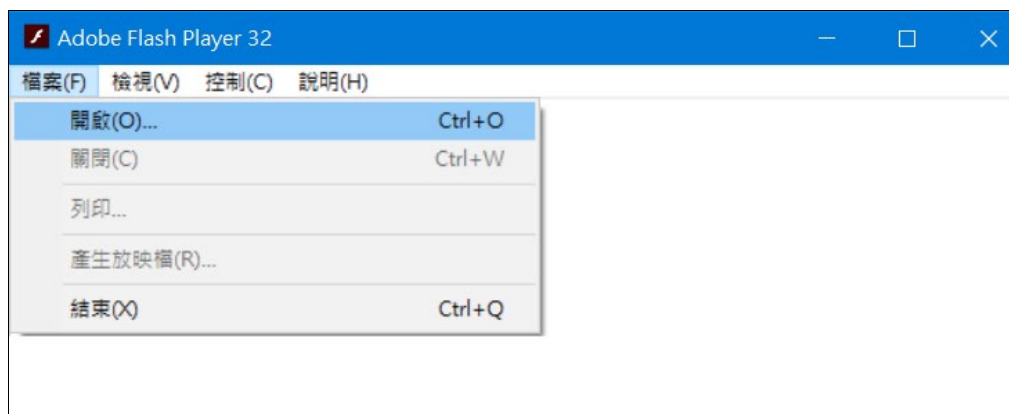 Adobe Flash Player 32
檔案(F) 檢視(V) 控制(C) 說明(H)
開啟(O)... Ctrl+O
關閉(C) Ctrl+W
列印...
產生放映檔(R)...
結束(X) Ctrl+Q